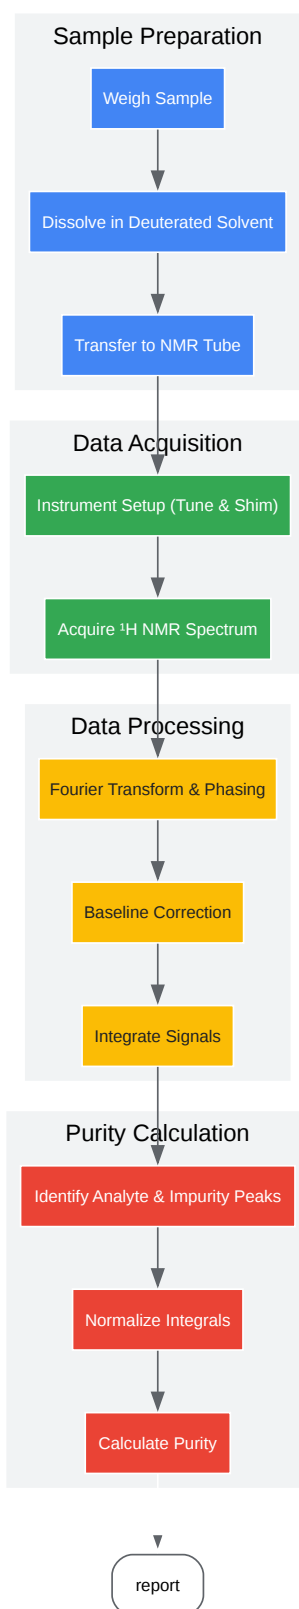 Sample Preparation
Weigh Sample
Dissolve in Deuterated Solvent
Transfer to NMR Tube
Data Acquisition
Instrument Setup (Tune & Shim)
Acquire ¹H NMR Spectrum
Data Processing
Fourier Transform & Phasing
Baseline Correction
Integrate Signals
Purity Calculation
Identify Analyte & Impurity Peaks
Normalize Integrals
Calculate Purity
report